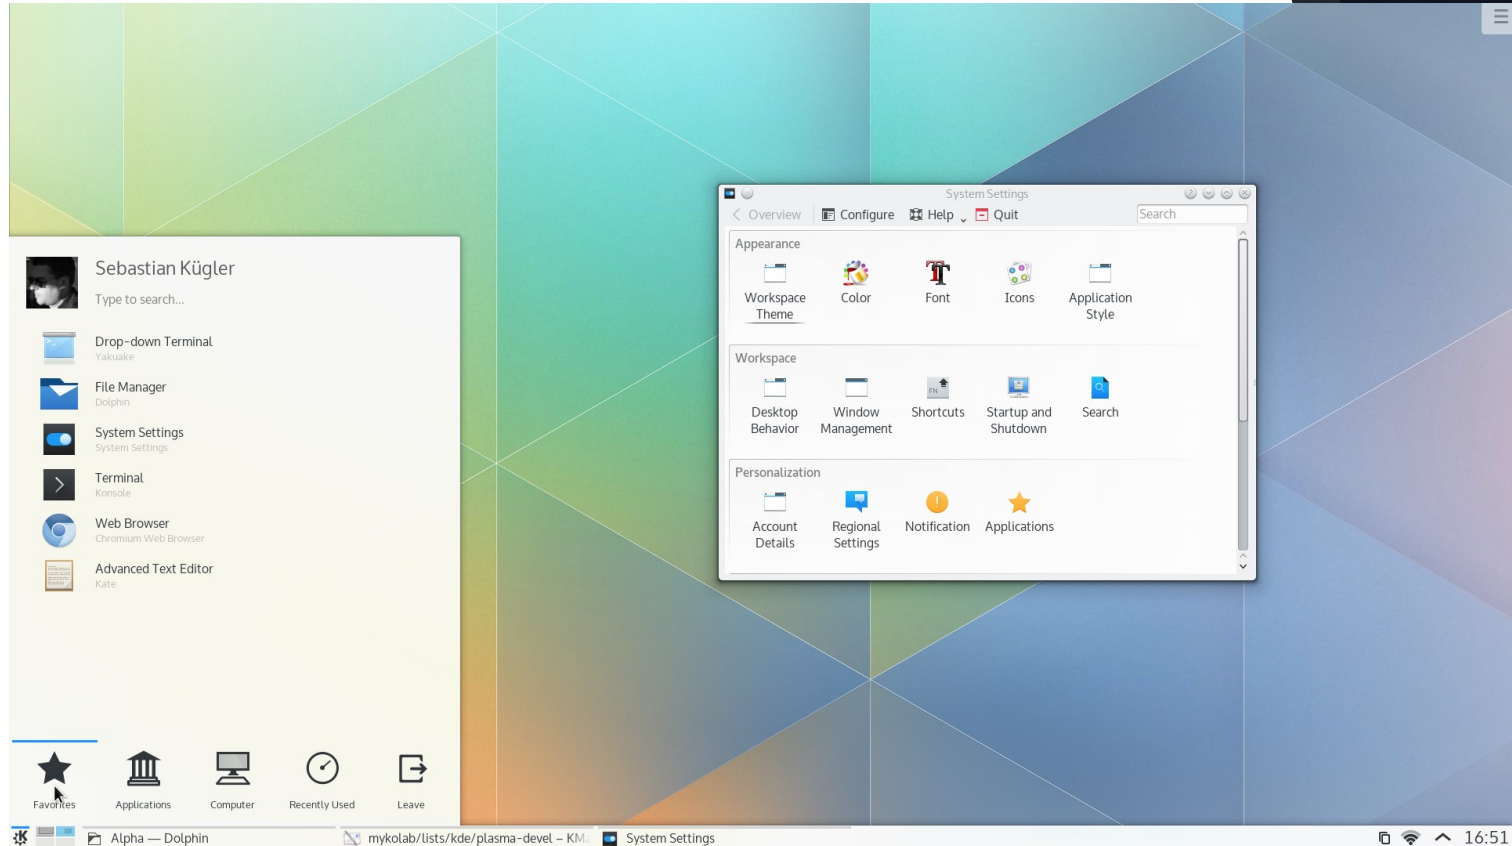 System Settings
Overview
Configure
Help
Quit
Search
Appearance
Workspace
Theme
Color
Font
Icons
Application
Style
Workspace
Desktop
Behavior
Window
Management
Shortcuts
Startup and
Shutdown
Search
Personalization
Account
Details
Regional
Settings
Notification
Applications
Sebastian Kügler
Type to search...
Drop-down Terminal
Yakuake
File Manager
Dolphin
System Settings
System Settings
Terminal
Konsole
Web Browser
Chromium Web Browser
Advanced Text Editor
Kate
Favorites
Applications
Computer
Recently Used
Leave
Alpha — Dolphin
mykolab/lists/kde/plasma-devel – KM
System Settings
16:51